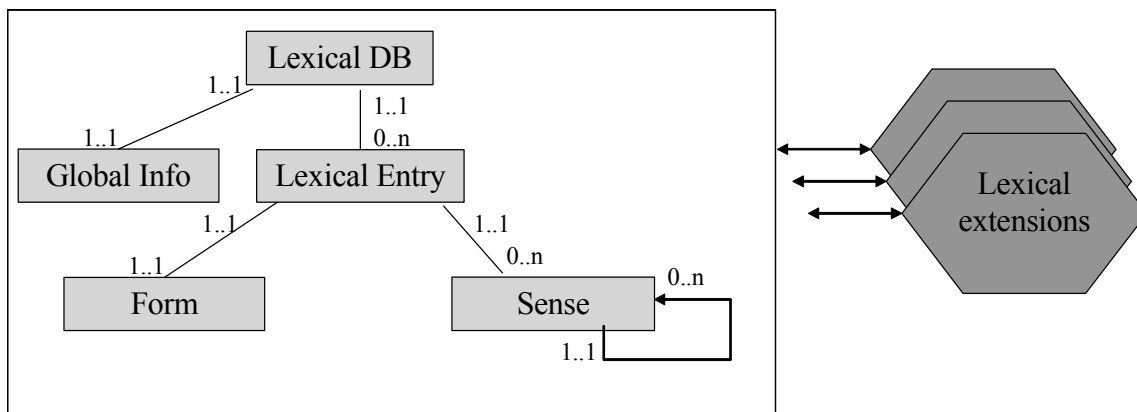 Lexical DB
1..1
1..1
1..1
0..n
Global Info
Lexical Entry
Lexical
extensions
1..1
1..1
1..1
0..n
0..n
Form
Sense
1..1